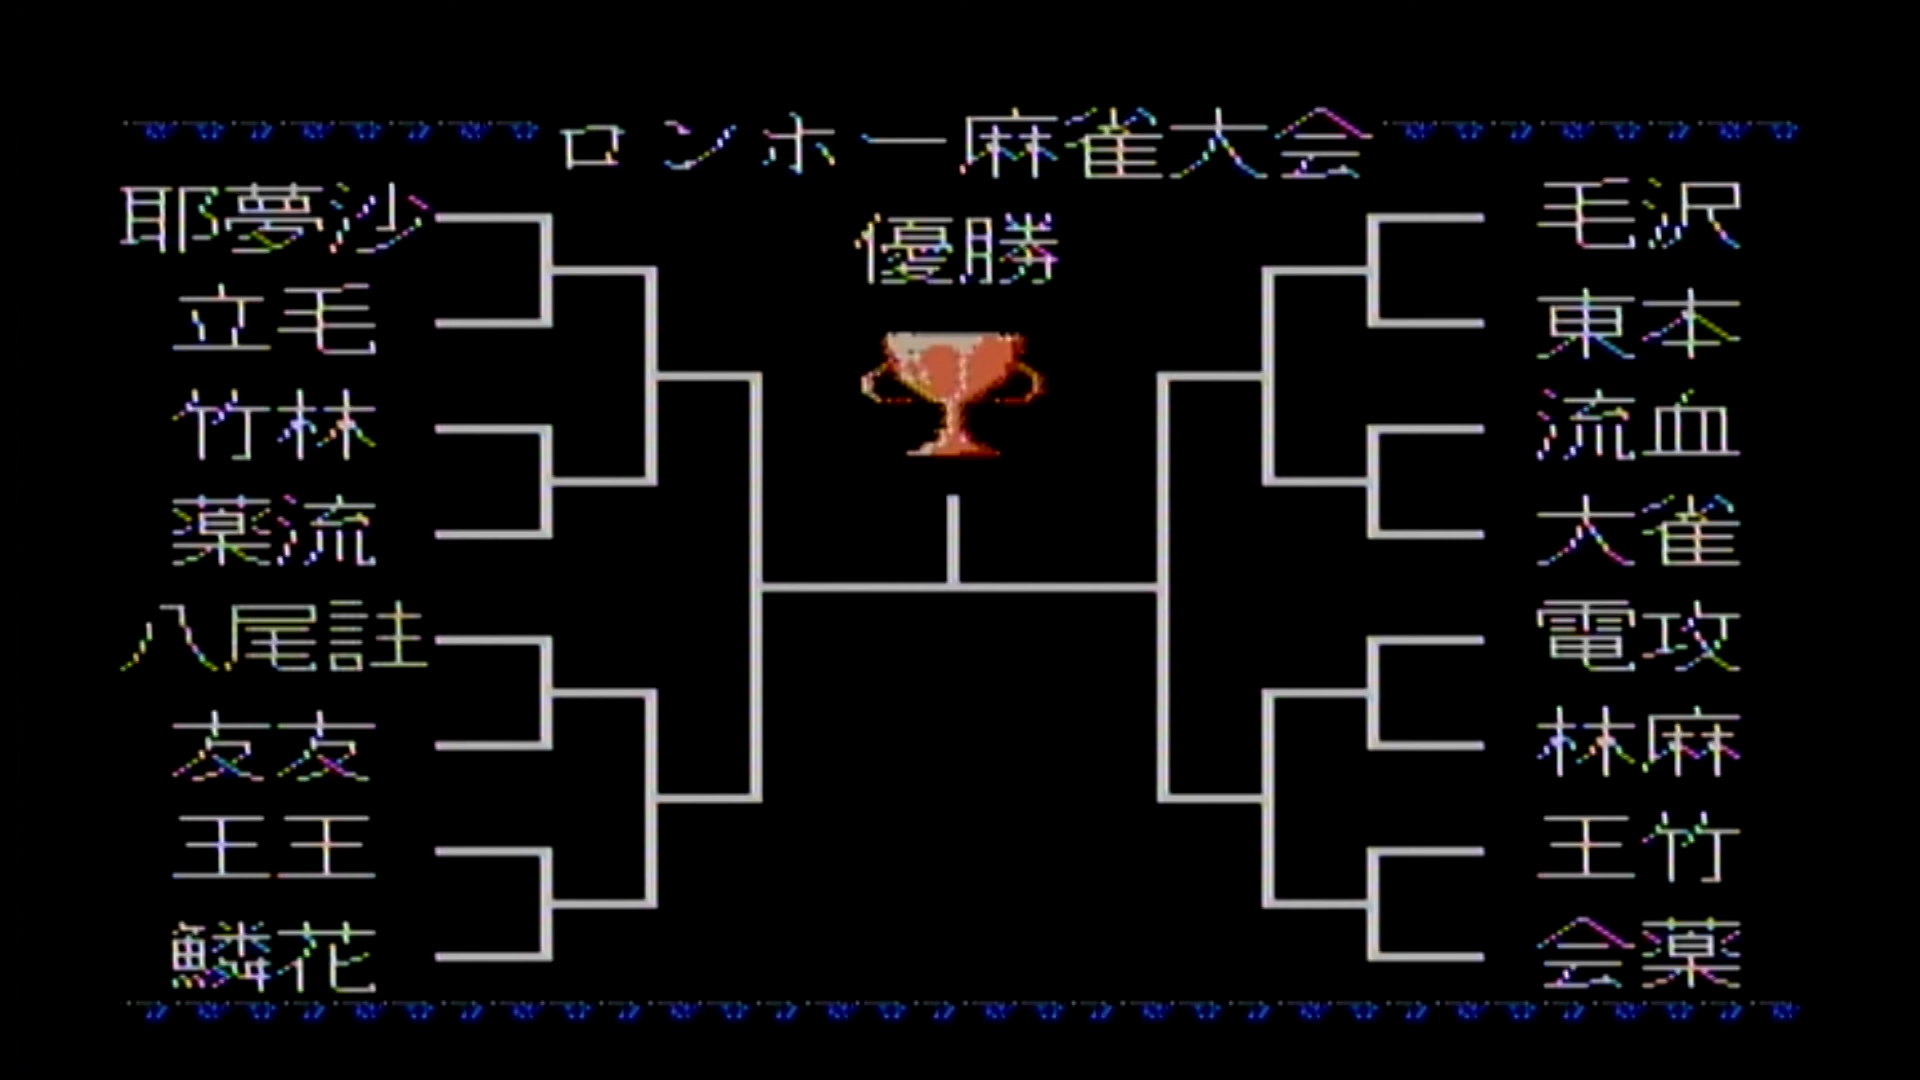 ロンホー麻雀大会
優勝
耶夢沙
立毛
竹林
薬流
八尾註
友友
王王
鱗花
毛沢
東本
流血
大雀
電攻
林麻
王竹
会薬